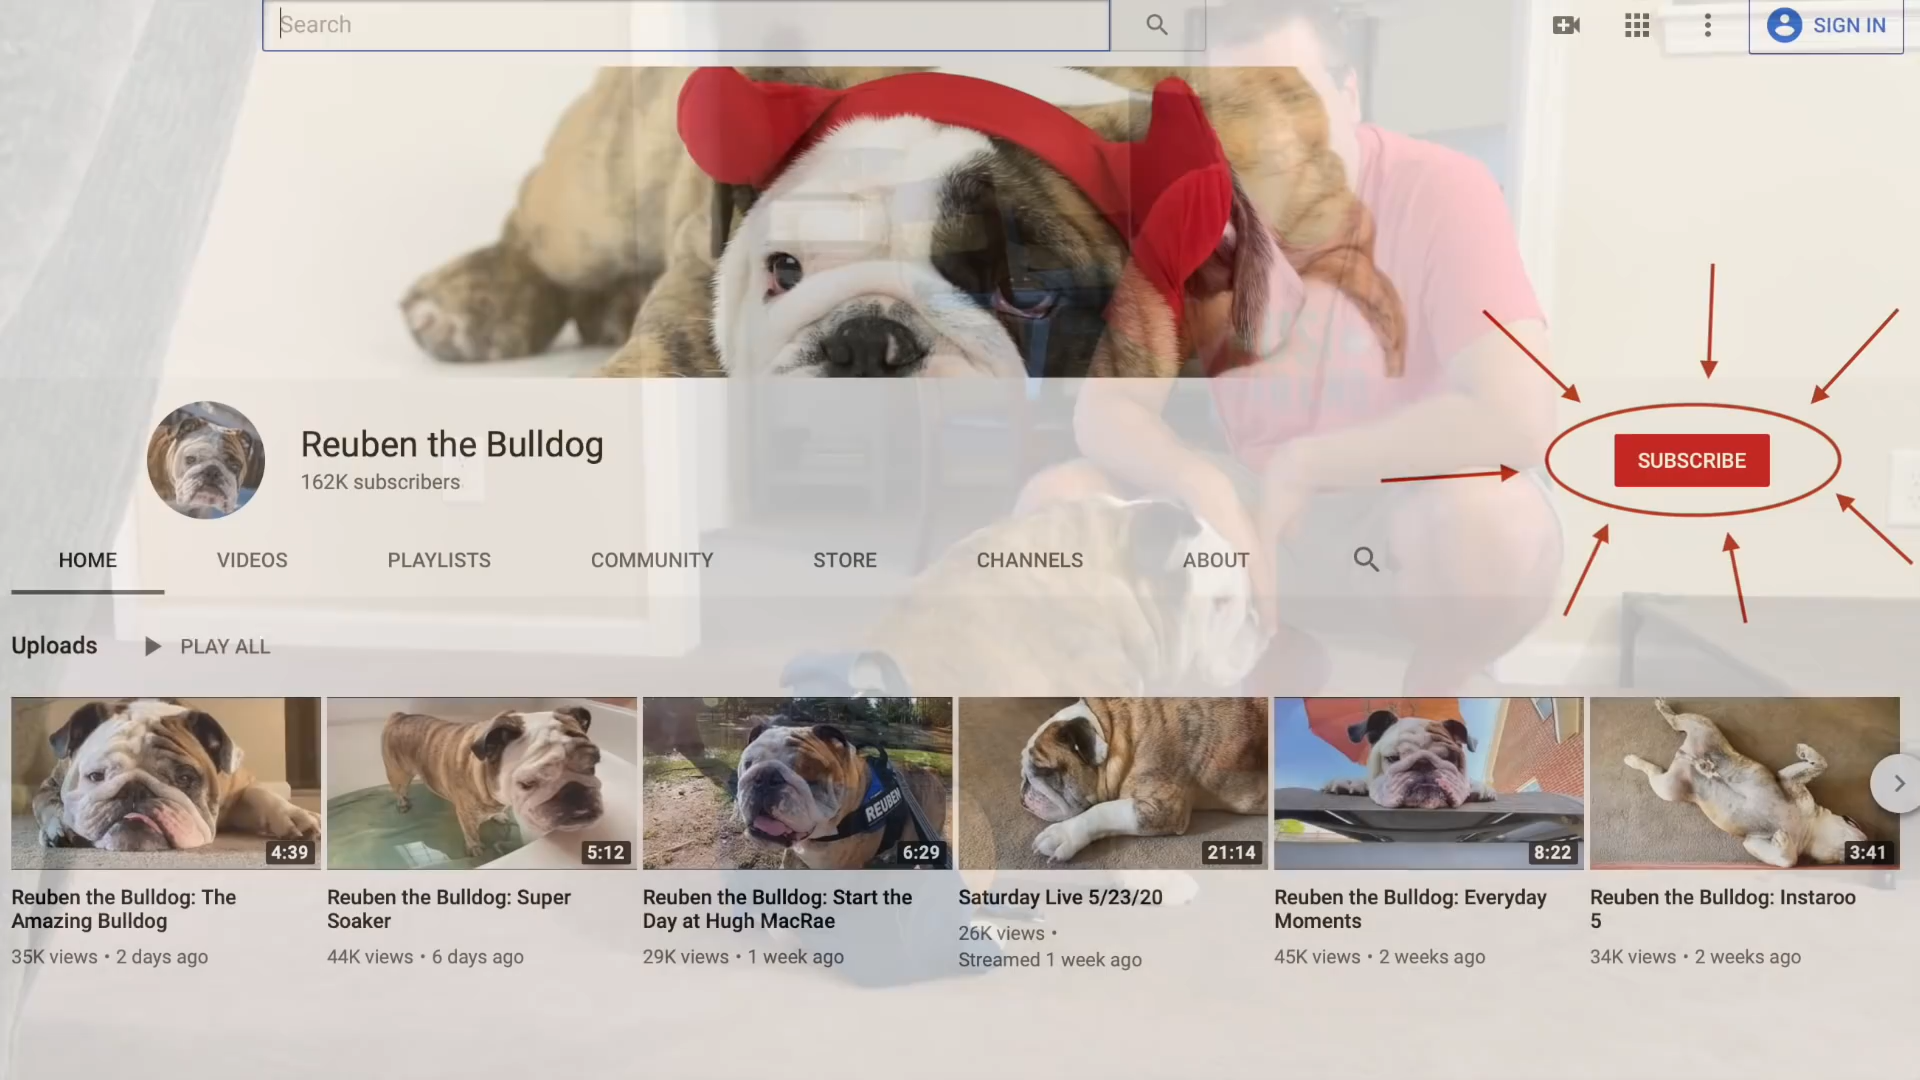 Search
SIGN IN
Reuben the Bulldog
162K subscribers
SUBSCRIBE
HOME
VIDEOS
PLAYLISTS
COMMUNITY
STORE
CHANNELS
ABOUT
Uploads
PLAY ALL
REUBEN
4:39
5:12
6:29
21:14
8:22
3:41
Reuben the Bulldog: The
Amazing Bulldog
35K views • 2 days ago
Reuben the Bulldog: Super
Soaker
44K views • 6 days ago
Reuben the Bulldog: Start the
Day at Hugh MacRae
29K views • 1 week ago
Saturday Live 5/23/20
26K views •
Streamed 1 week ago
Reuben the Bulldog: Everyday
Moments
45K views • 2 weeks ago
Reuben the Bulldog: Instaroo
5
34K views • 2 weeks ago